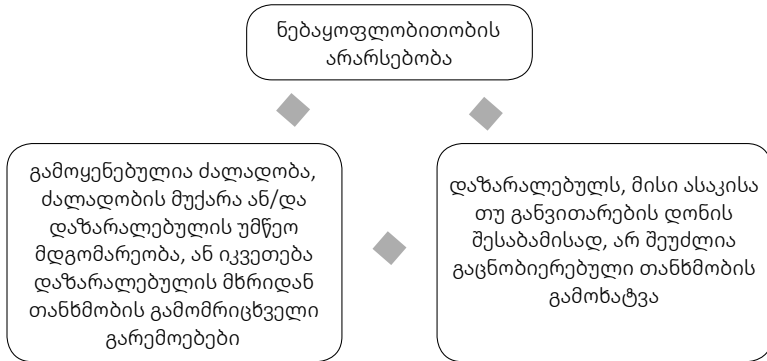 ნებაყოფლობითობის
არარსებობა
გამოყენებულია ძალადობა,
ძალადობის მუქარა ან/და
დაზარალებულის უმწეო
მდგომარეობა, ან იკვეთება
დაზარალებულის მხრიდან
თანხმობის გამომრიცხველი
გარემოებები
დაზარალებულს, მისი ასაკისა
თუ განვითარების დონის
შესაბამისად, არ შეუძლია
გაცნობიერებული თანხმობის
გამოხატვა